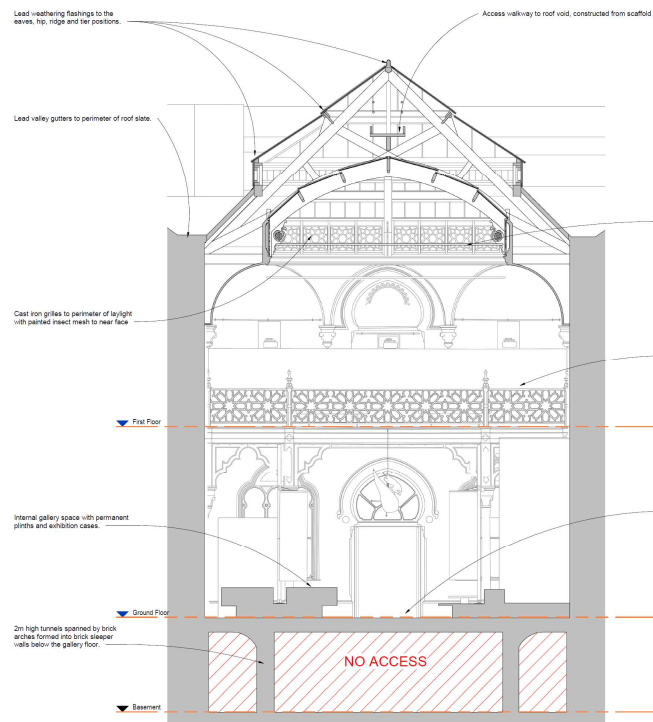 Lead weathering flashings to the
eaves, hip, ridge and tier positions.
Access walkway to roof void, constructed from scaffold
Lead valley gutters to perimeter of roof slate.
Cast iron grilles to perimeter of laylight
with painted insect mesh to near face
First Floor
Internal gallery space with permanent
plinths and exhibition cases.
Ground Floor
2m high tunnels spanned by brick
arches formed into brick sleeper
walls below the gallery floor.
NO ACCESS
Basement